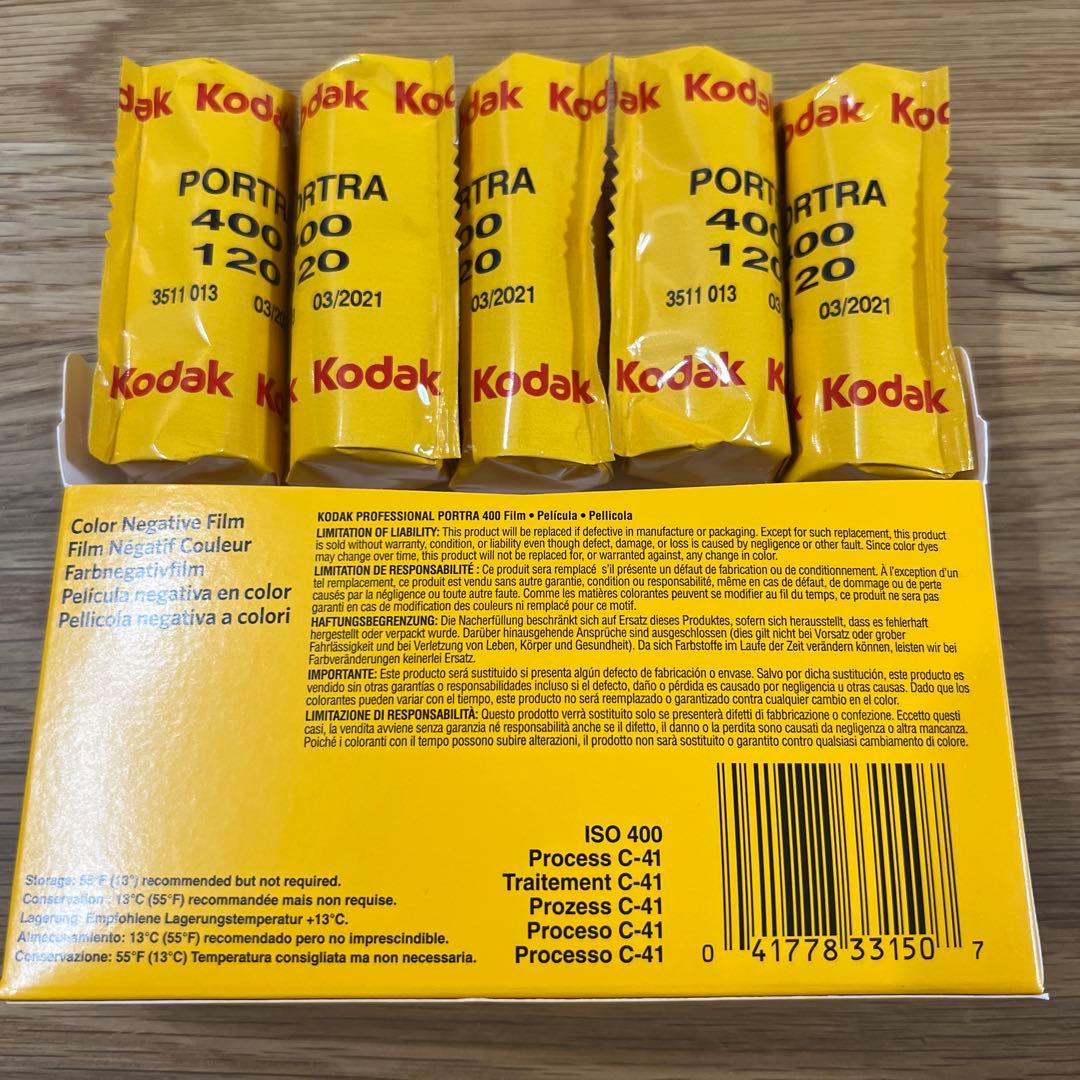 Kodak Kodak Kodak Kodak Kodak
PORTRA PORTRA
400
120
3511 013 03/2021 03/2021 3511 013 03/2021
Kodak Kodak Kodak Kodak Kodak
Color Negative Film
Film Négatif Couleur
Farbnegativfilm
Película negativa en color
Pellicola negativa a colori
KODAK PROFESSIONAL PORTRA 400 Film • Película • Pellicola
LIMITATION OF LIABILITY: This product will be replaced if defective in manufacture or packaging. Except for such replacement, this product
is sold without warranty, condition, or liability even though defect, damage, or loss is caused by negligence or other fault. Since color dyes
may change over time, this product will not be replaced for, or warranted against, any change in color.
LIMITATION DE RESPONSABILITÉ : Ce produit sera remplacé s'il présente un défaut de fabrication ou de conditionnement. À l'exception d'un
tel remplacement, ce produit est vendu sans autre garantie, condition ou responsabilité, même en cas de défaut, de dommage ou de perte
causés par la négligence ou toute autre faute. Comme les matières colorantes peuvent se modifier au fil du temps, ce produit ne sera pas
garanti en cas de modification des couleurs ni remplacé pour ce motif.
HAFTUNGSBEGRENZUNG: Die Nacherfüllung beschränkt sich auf Ersatz dieses Produktes, sofern sich herausstellt, dass es fehlerhaft
hergestellt oder verpackt wurde. Darüber hinausgehende Ansprüche sind ausgeschlossen (dies gilt nicht bei Vorsatz oder grober
Fahrlässigkeit und bei Verletzung von Leben, Körper und Gesundheit). Da sich Farbstoffe im Laufe der Zeit verändern können, leisten wir bei
Farbveränderungen keinerlei Ersatz.
IMPORTANTE: Este producto será sustituido si presenta algún defecto de fabricación o envase. Salvo por dicha sustitución, este producto es
vendido sin otras garantías o responsabilidades incluso si el defecto, daño o pérdida es causado por negligencia u otras causas. Dado que los
colorantes pueden variar con el tiempo, este producto no será reemplazado o garantizado contra cualquier cambio en el color.
LIMITAZIONE DI RESPONSABILITÀ: Questo prodotto verrà sostituito solo se presenterà difetti di fabbricazione o confezione. Eccetto questi
casi, la vendita avviene senza garanzia né responsabilità anche se il difetto, il danno o la perdita sono causati da negligenza o altra mancanza.
Poiché i coloranti con il tempo possono subire alterazioni, il prodotto non sarà sostituito o garantito contro qualsiasi cambiamento di colore.
ISO 400
Process C-41
Traitement C-41
Prozess C-41
Proceso C-41
Processo C-41
Storage: 55°F (13°) recommended but not required.
Conservation : 13°C (55°F) recommandée mais non requise.
Lagerung: Empfohlene Lagerungstemperatur +13°C.
Almacenamiento: 13°C (55°F) recomendado pero no imprescindible.
Conservazione: 55°F (13°C) Temperatura consigliata ma non necessaria.
0 41778 33150 7